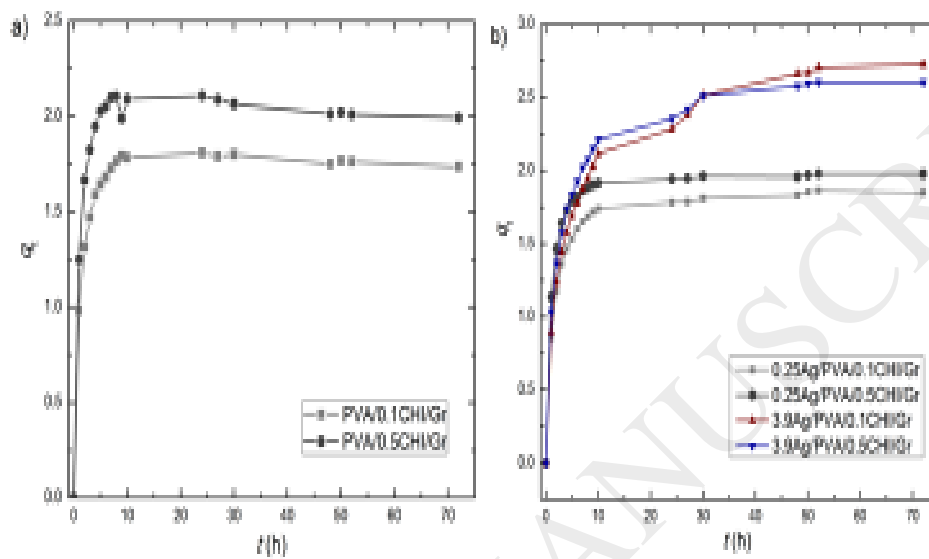 a)
2.5
2.0
1.5
1.0
0.5
0.0
0 10 20 30 40 50 60 70
t (h)
PVA/0.1CHI/Gr
PVA/0.5CHI/Gr
b)
3.0
2.5
2.0
1.5
1.0
0.5
0.0
0 10 20 30 40 50 60 70
t (h)
0.25Ag/PVA/0.1CHI/Gr
0.25Ag/PVA/0.5CHI/Gr
3.9Ag/PVA/0.1CHI/Gr
3.9Ag/PVA/0.5CHI/Gr